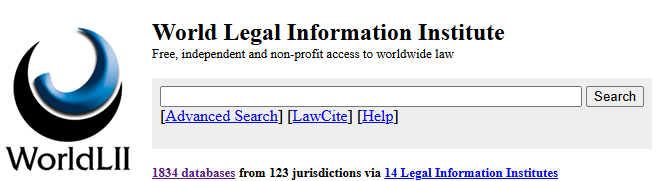 World Legal Information Institute
Free, independent and non-profit access to worldwide law
Search
[Advanced Search] [LawCite] [Help]
WorldLII
1834 databases from 123 jurisdictions via 14 Legal Information Institutes